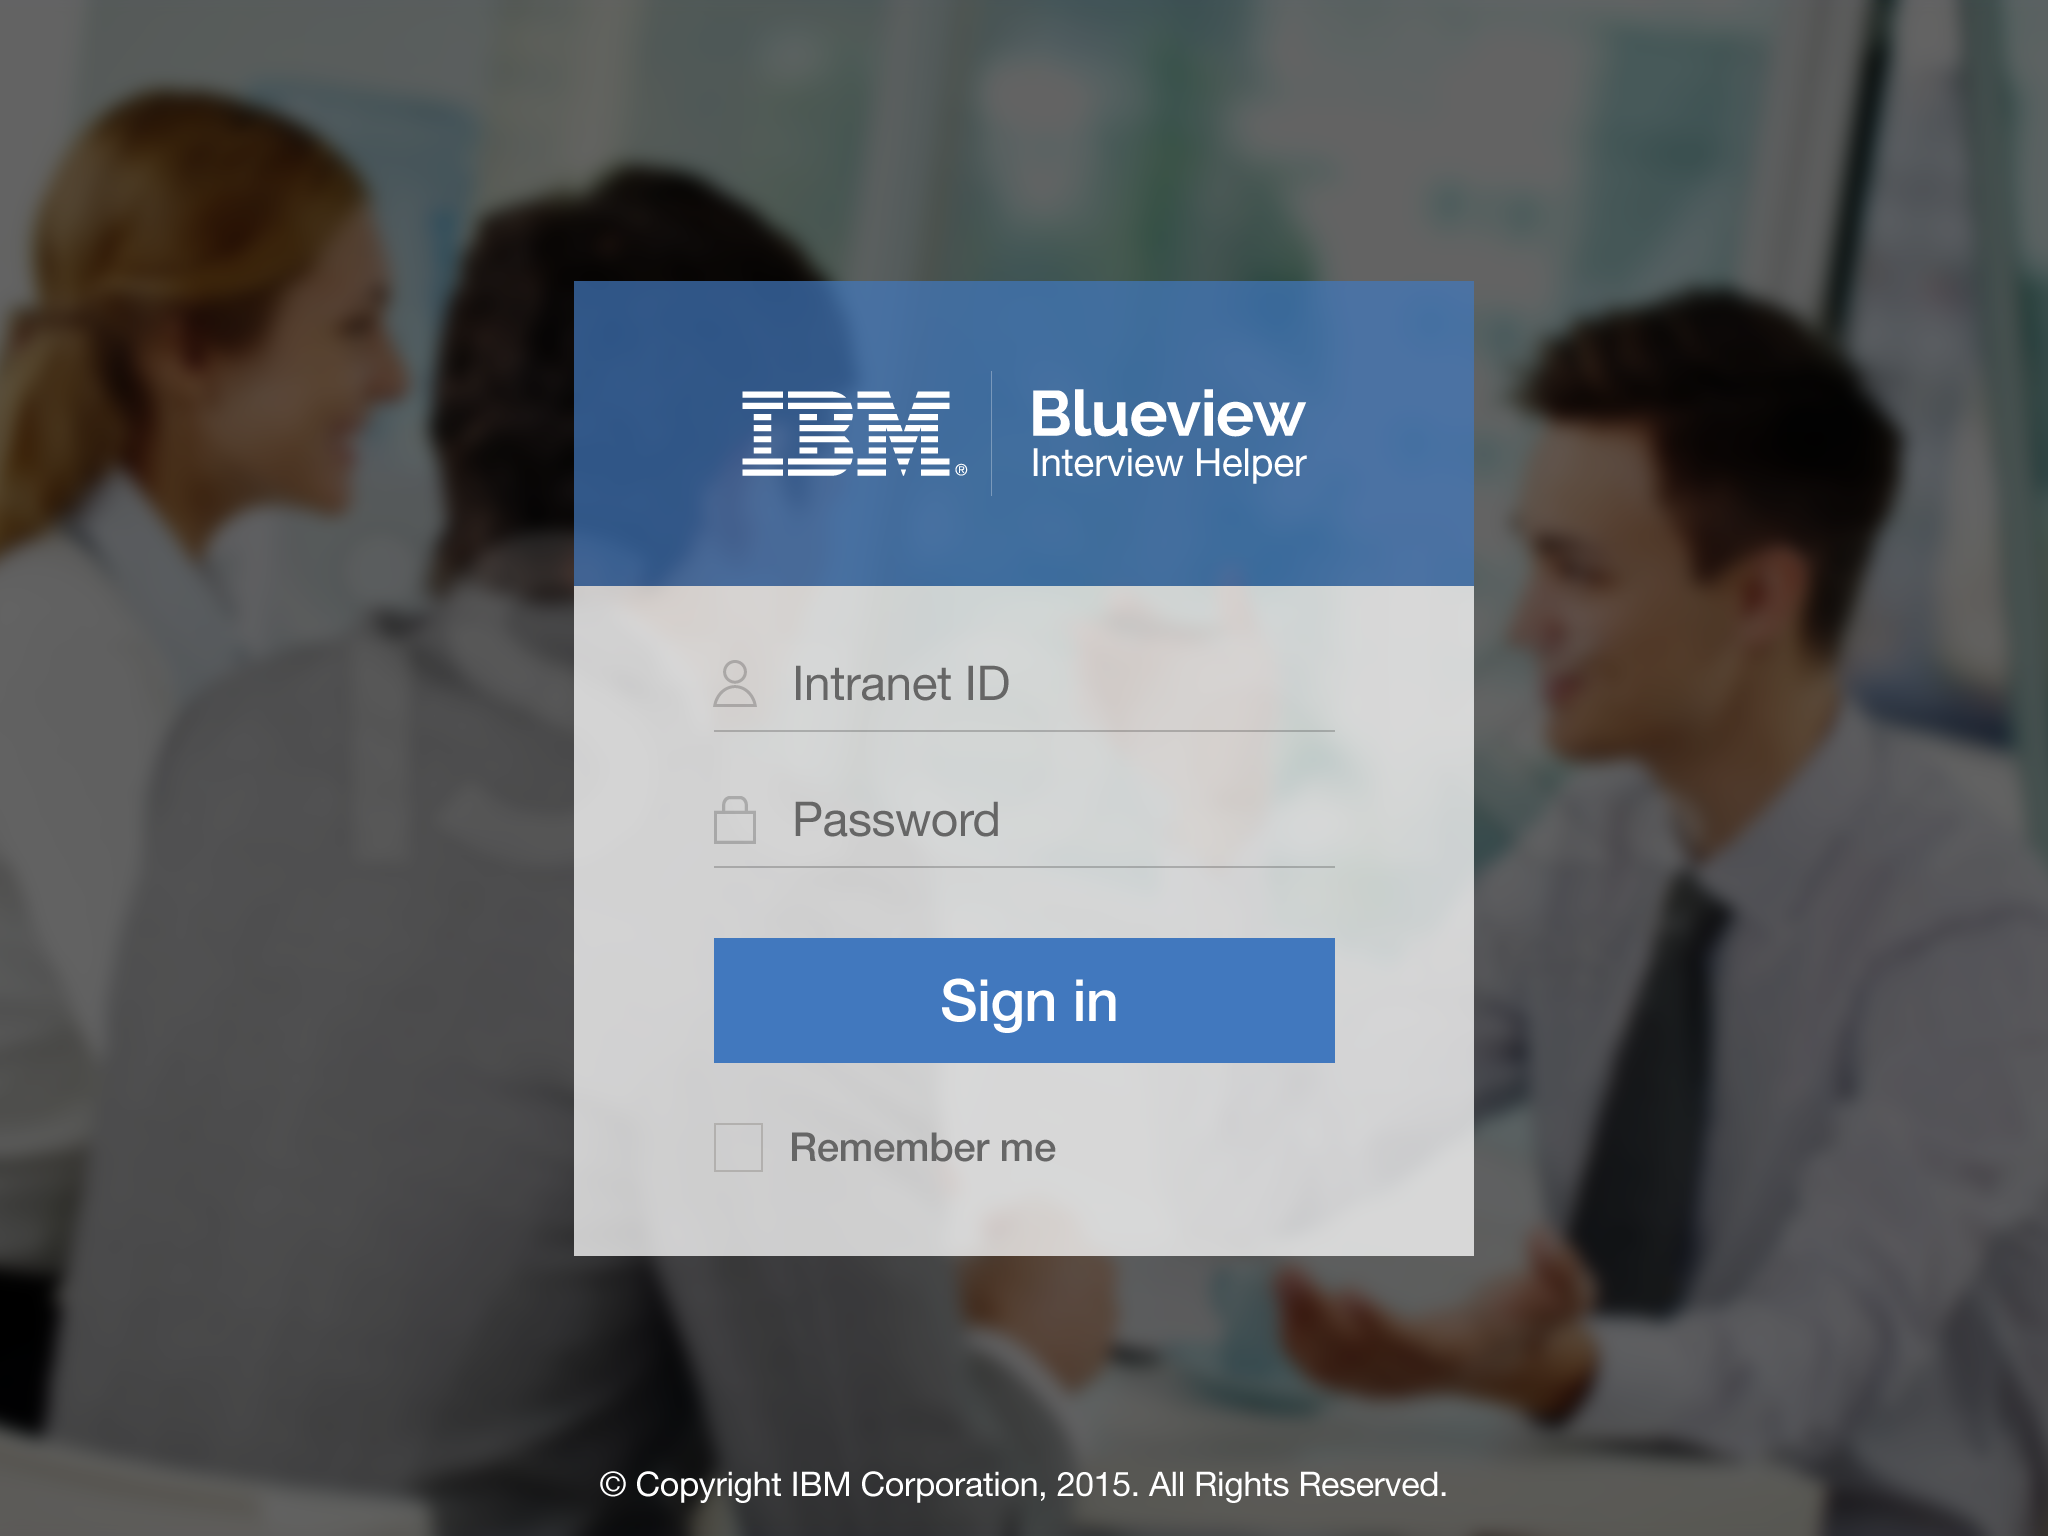 IBM®
Blueview
Interview Helper
Intranet ID
Password
Sign in
Remember me
© Copyright IBM Corporation, 2015. All Rights Reserved.